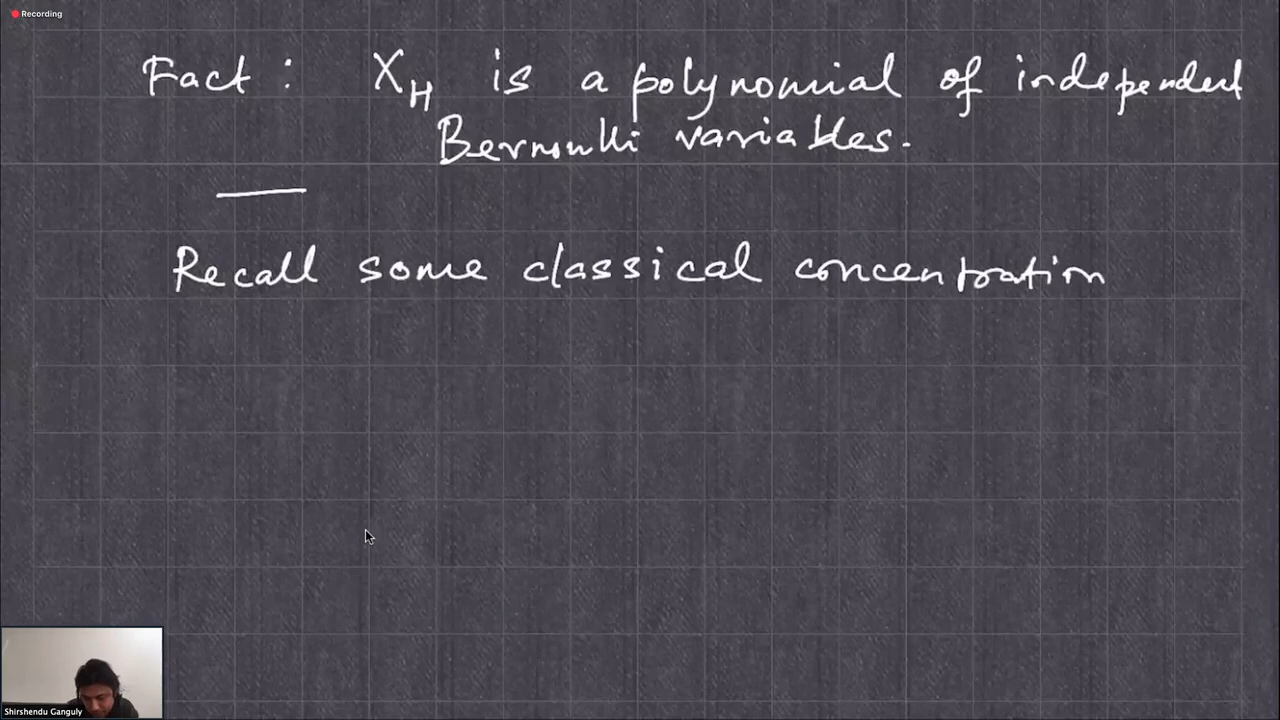 Recording
Fact : X_H is a polynomial of independent
Bernoulli variables.
Recall some classical concentration
Shirshendu Ganguly